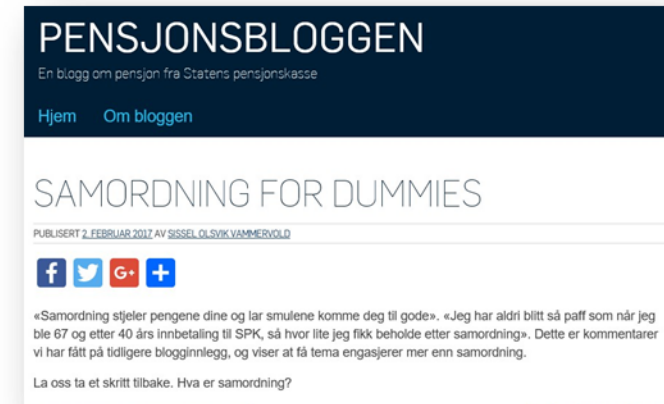 PENSJONSBLOGGEN
En blogg om pensjon fra Statens pensjonskasse
Hjem Om bloggen
SAMORDNING FOR DUMMIES
PUBLISERT 2. FEBRUAR 2017 AV SISSEL OLSVIK VAMMERVOLD
f G+ +
«Samordning stjeler pengene dine og lar smulene komme deg til gode». «Jeg har aldri blitt så paff som når jeg
ble 67 og etter 40 års innbetaling til SPK, så hvor lite jeg fikk beholde etter samordning». Dette er kommentarer
vi har fått på tidligere blogginnlegg, og viser at få tema engasjerer mer enn samordning.
La oss ta et skritt tilbake. Hva er samordning?